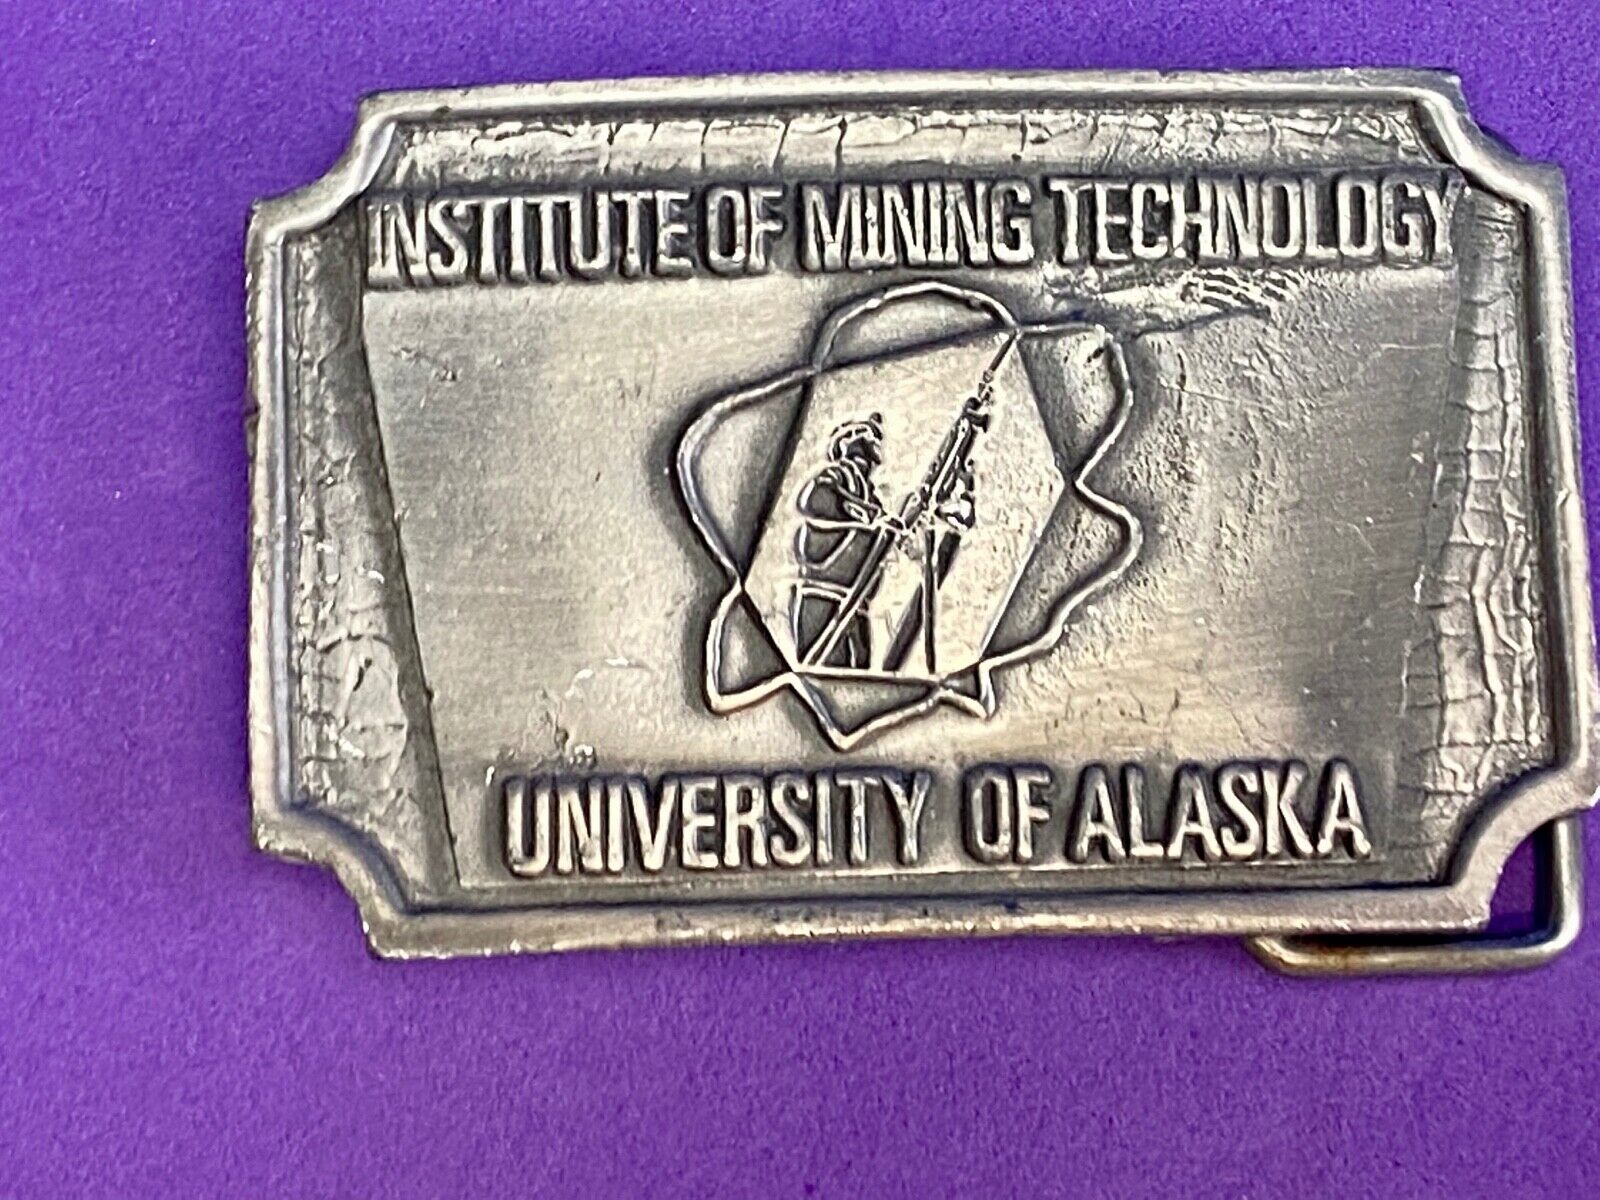 INSTITUTE OF MINING TECHNOLOGY
UNIVERSITY OF ALASKA